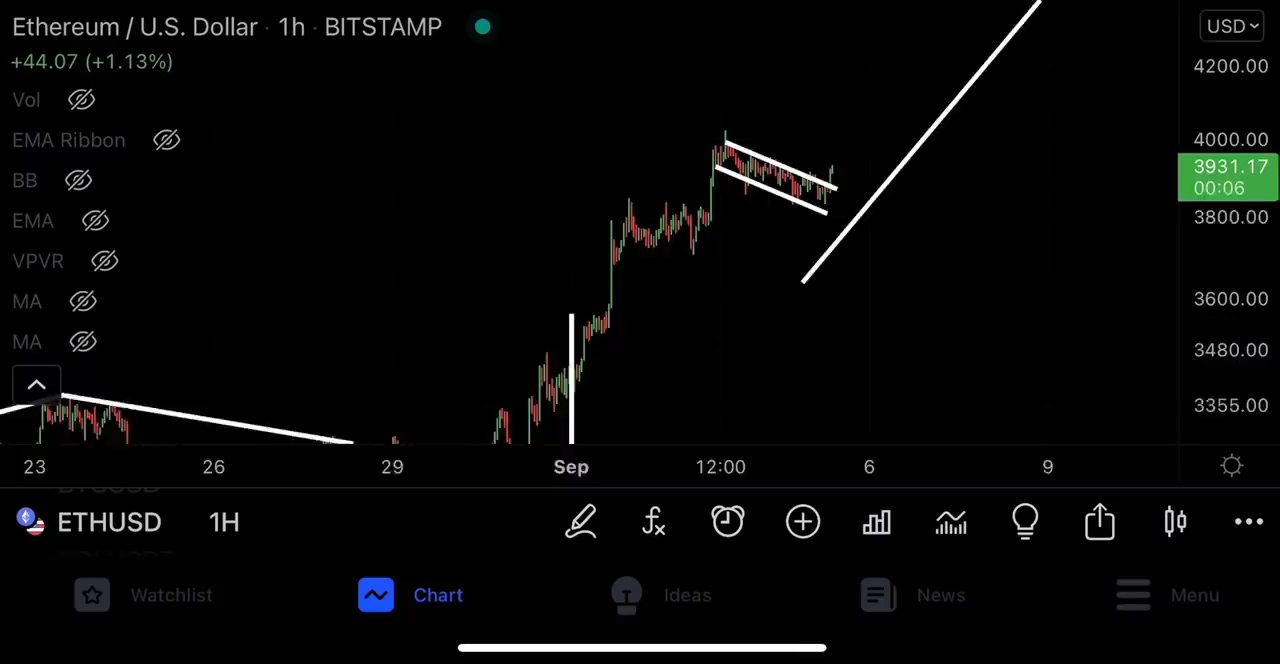 Ethereum / U.S. Dollar · 1h · BITSTAMP
USD
+44.07 (+1.13%)
4200.00
Vol
EMA Ribbon
4000.00
3931.17
00:06
BB
EMA
3800.00
VPVR
MA
3600.00
MA
3480.00
3355.00
23 26 29 Sep 12:00 6 9
ETHUSD 1H
Watchlist Chart Ideas News Menu